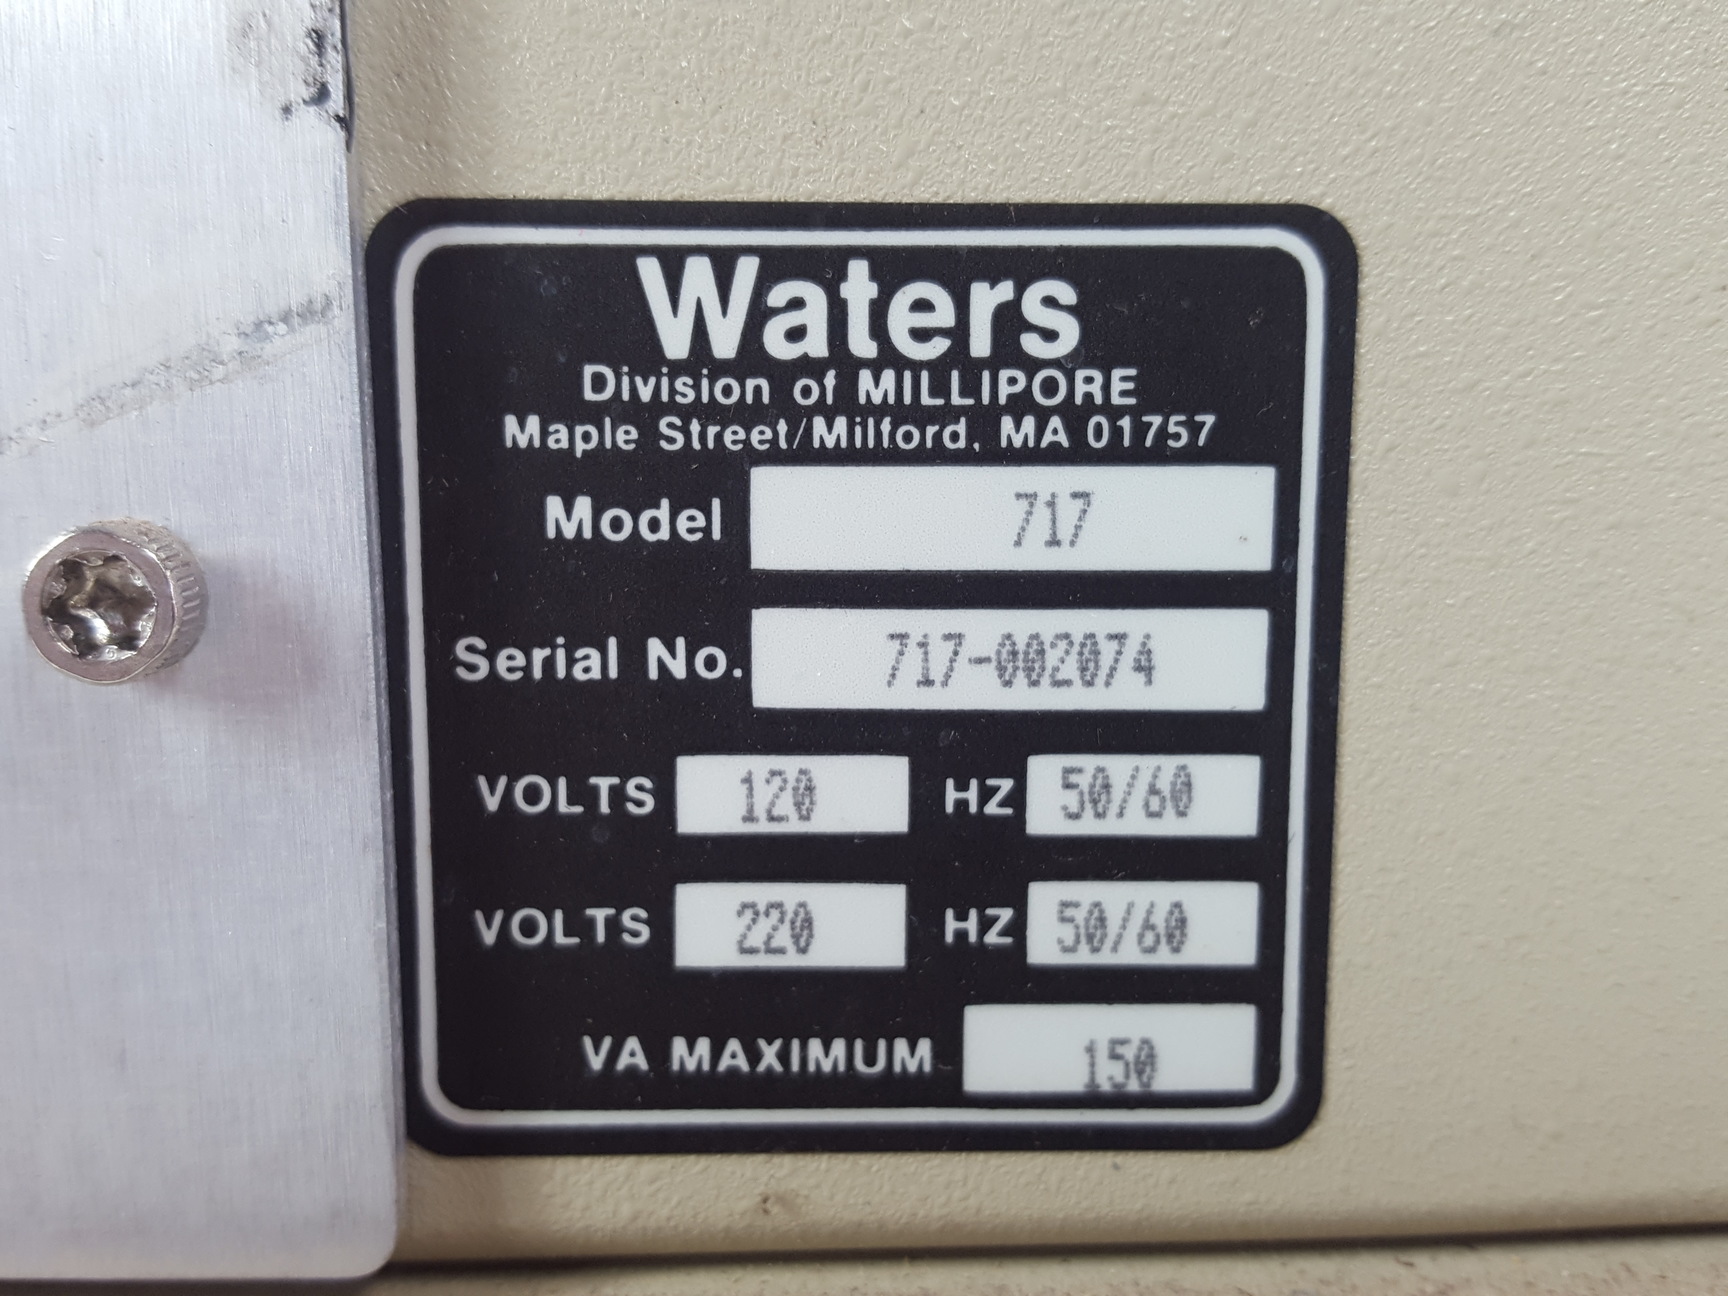 Waters
Division of MILLIPORE
Maple Street/Milford, MA 01757
Model 717
Serial No. 717-002074
VOLTS 120 HZ 50/60
VOLTS 220 HZ 50/60
VA MAXIMUM 150